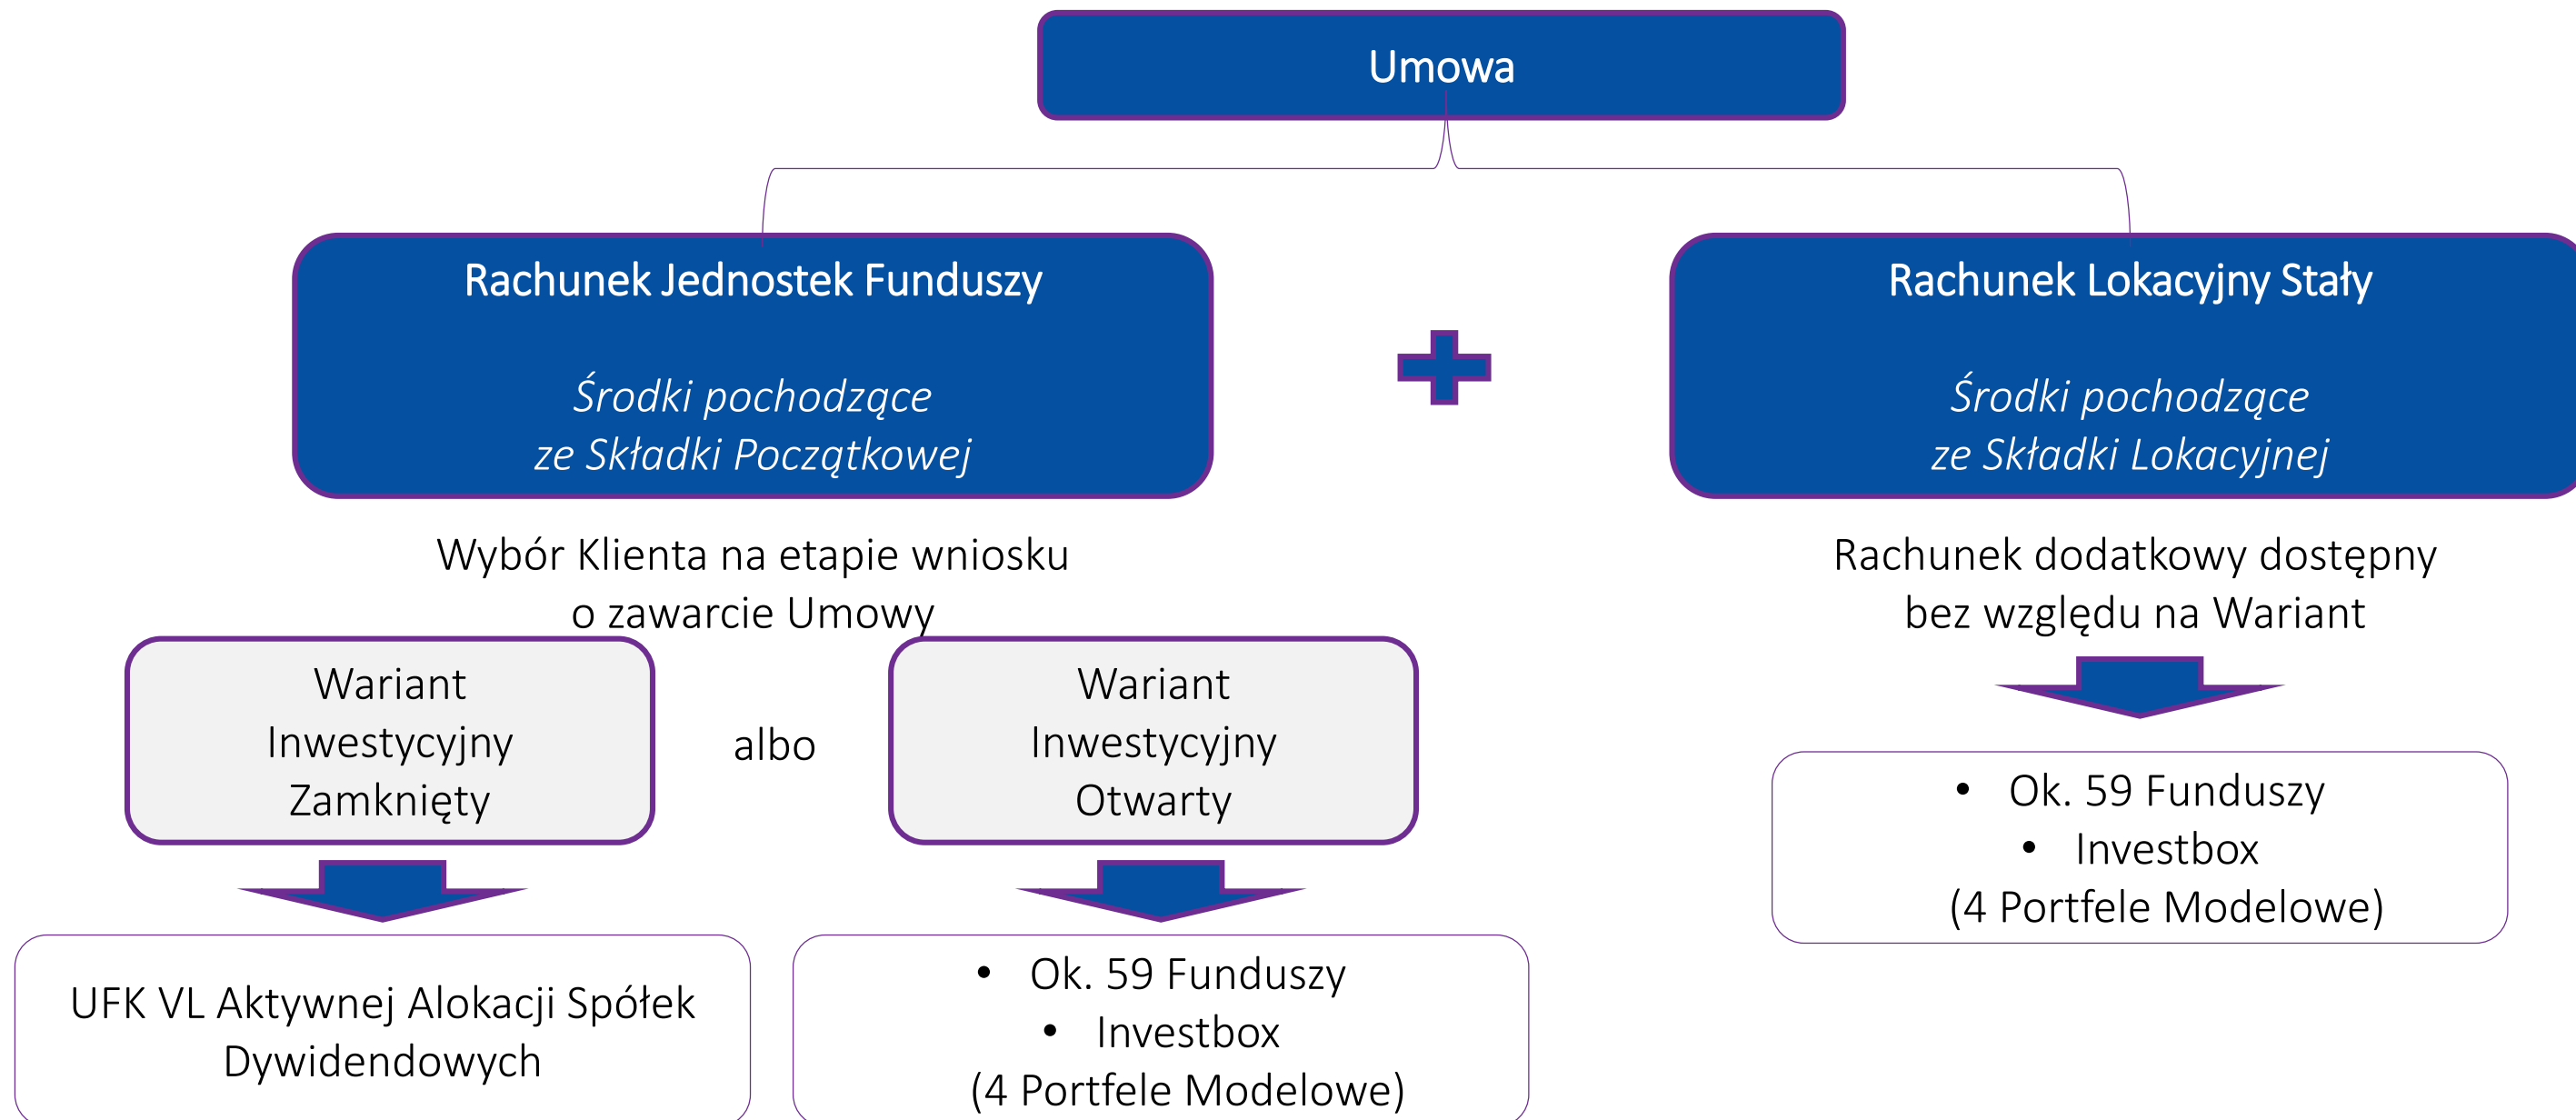 Umowa
Rachunek Jednostek Funduszy
Środki pochodzące
ze Składki Początkowej
Rachunek Lokacyjny Stały
Środki pochodzące
ze Składki Lokacyjnej
Wybór Klienta na etapie wniosku
o zawarcie Umowy
Wariant
Inwestycyjny
Zamknięty
albo
Wariant
Inwestycyjny
Otwarty
UFK VL Aktywnej Alokacji Spółek
Dywidendowych
• Ok. 59 Funduszy
• Investbox
(4 Portfele Modelowe)
Rachunek dodatkowy dostępny
bez względu na Wariant
• Ok. 59 Funduszy
• Investbox
(4 Portfele Modelowe)